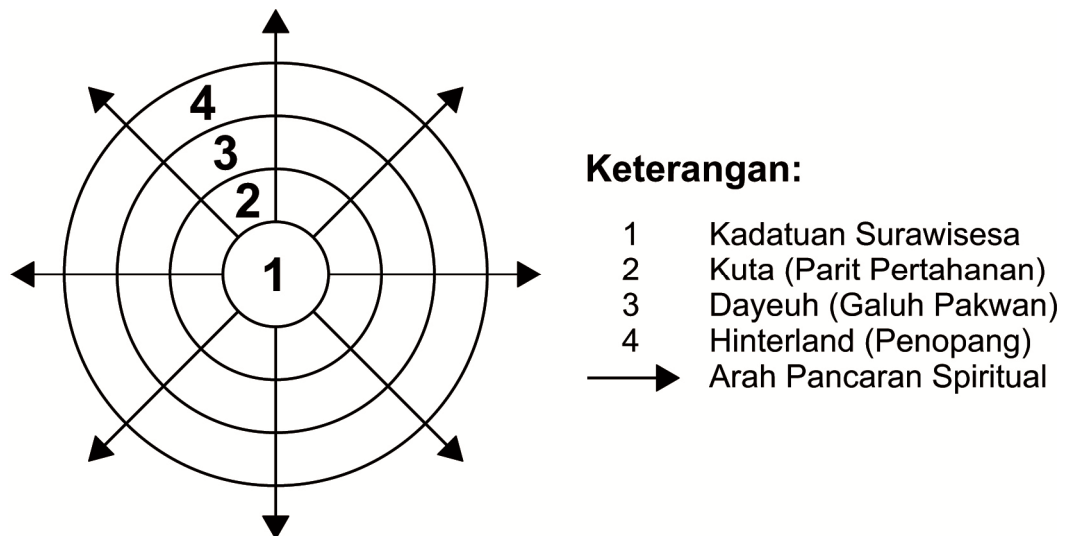 4
3
2
1
Keterangan:
1 Kadatuan Surawisesa
2 Kuta (Parit Pertahanan)
3 Dayeuh (Galuh Pakwan)
4 Hinterland (Penopang)
Arah Pancaran Spiritual